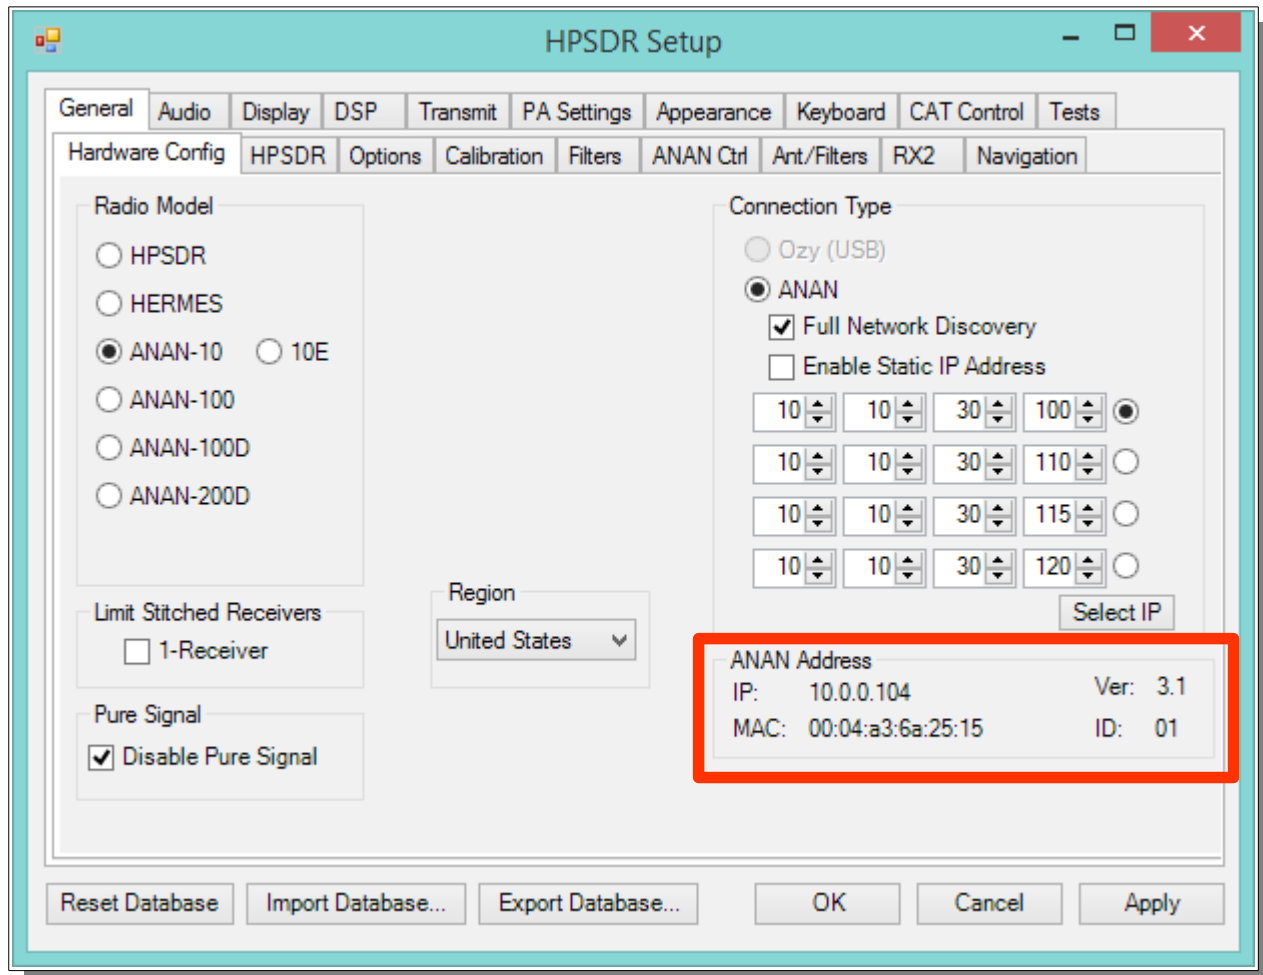 HPSDR Setup
General Audio Display DSP Transmit PA Settings Appearance Keyboard CAT Control Tests
Hardware Config HPSDR Options Calibration Filters ANAN Ctrl Ant/Filters RX2 Navigation
Radio Model
HPSDR
HERMES
ANAN-10 10E
ANAN-100
ANAN-100D
ANAN-200D
Limit Stitched Receivers
1-Receiver
Pure Signal
Disable Pure Signal
Region
United States
Connection Type
Ozy (USB)
ANAN
Full Network Discovery
Enable Static IP Address
10 10 30 100
10 10 30 110
10 10 30 115
10 10 30 120
Select IP
ANAN Address
IP: 10.0.0.104 Ver: 3.1
MAC: 00:04:a3:6a:25:15 ID: 01
Reset Database Import Database... Export Database... OK Cancel Apply